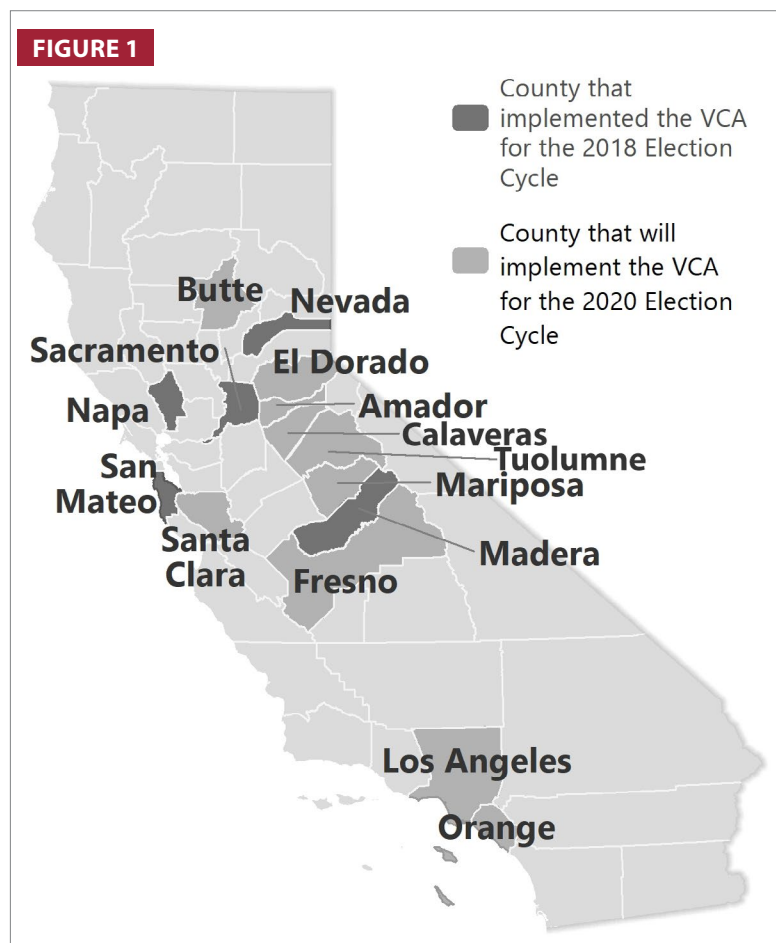 FIGURE 1
County that
implemented the VCA
for the 2018 Election
Cycle
County that will
implement the VCA
for the 2020 Election
Cycle
Butte
Nevada
Sacramento
El Dorado
Napa
Amador
Calaveras
Tuolumne
San
Mateo
Mariposa
Santa
Clara
Madera
Fresno
Los Angeles
Orange